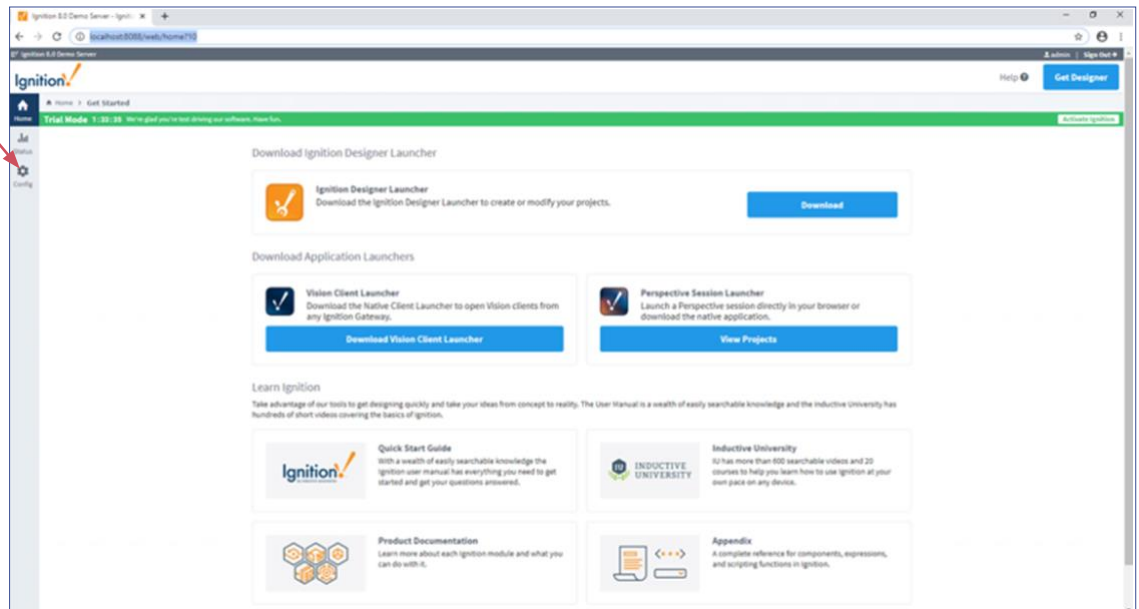 Ignition 8.0 Demo Server - Igniti
localhost:8088/web/home?10
Ignition 8.0 Demo Server
admin | Sign Out
Ignition!
Help
Get Designer
Home > Get Started
Home
Trial Mode 1:33:35 We're glad you're test driving our software. Have fun.
Activate Ignition
Status
Config
Download Ignition Designer Launcher
Ignition Designer Launcher
Download the Ignition Designer Launcher to create or modify your projects.
Download
Download Application Launchers
Vision Client Launcher
Download the Native Client Launcher to open Vision clients from
any Ignition Gateway.
Download Vision Client Launcher
Perspective Session Launcher
Launch a Perspective session directly in your browser or
download the native application.
View Projects
Learn Ignition
Take advantage of our tools to get designing quickly and take your ideas from concept to reality. The User Manual is a wealth of easily searchable knowledge and the Inductive University has
hundreds of short videos covering the basics of Ignition.
Ignition!
Quick Start Guide
With a wealth of easily searchable knowledge the
Ignition user manual has everything you need to get
started and get your questions answered.
IU INDUCTIVE
UNIVERSITY
Inductive University
IU has more than 600 searchable videos and 20
courses to help you learn how to use Ignition at your
own pace on any device.
Product Documentation
Learn more about each Ignition module and what you
can do with it.
Appendix
A complete reference for components, expressions,
and scripting functions in Ignition.